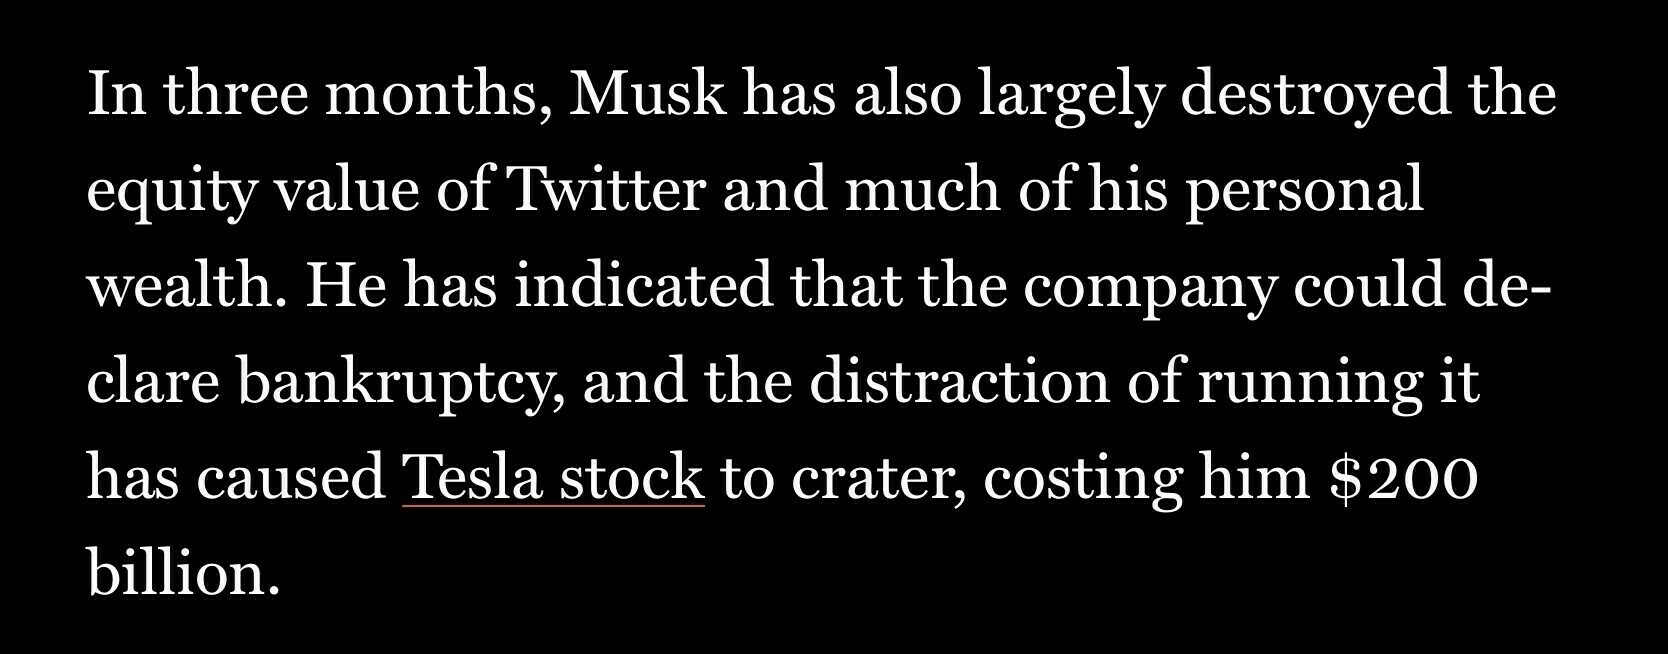 In three months, Musk has also largely destroyed the
equity value of Twitter and much of his personal
wealth. He has indicated that the company could de-
clare bankruptcy, and the distraction of running it
has caused Tesla stock to crater, costing him $200
billion.